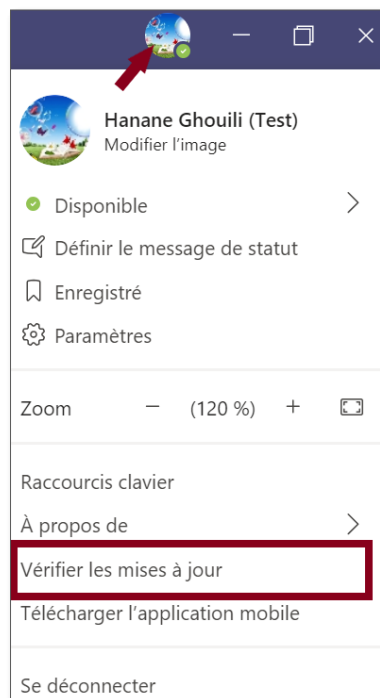 Hanane Ghouili (Test)
Modifier l'image
Disponible
Définir le message de statut
Enregistré
Paramètres
Zoom − (120 %) +
Raccourcis clavier
À propos de
Vérifier les mises à jour
Télécharger l'application mobile
Se déconnecter